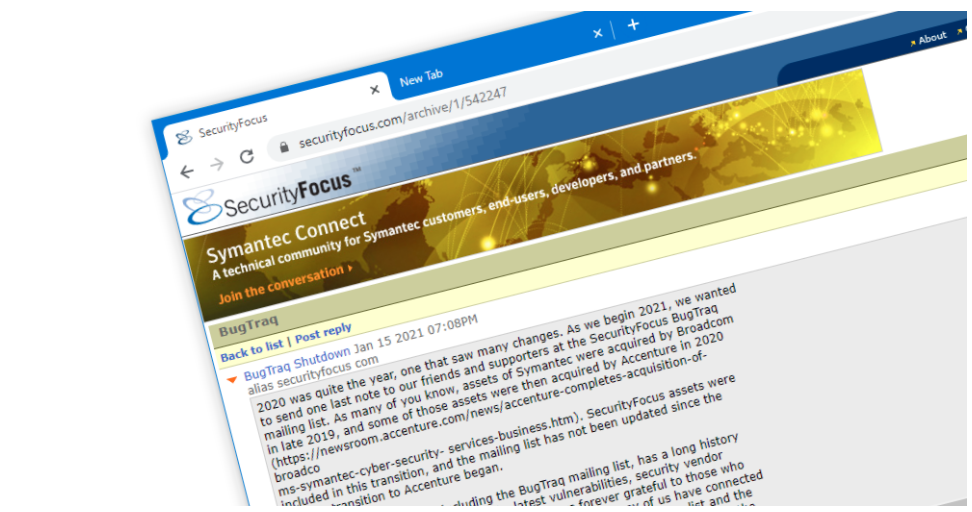 SecurityFocus
New Tab
securityfocus.com/archive/1/542247
About
SecurityFocus™
Symantec Connect
A technical community for Symantec customers, end-users, developers, and partners.
Join the conversation ›
BugTraq
Back to list | Post reply
BugTraq Shutdown Jan 15 2021 07:08PM
alias securityfocus com
2020 was quite the year, one that saw many changes. As we begin 2021, we wanted
to send one last note to our friends and supporters at the SecurityFocus BugTraq
mailing list. As many of you know, assets of Symantec were acquired by Broadcom
in late 2019, and some of those assets were then acquired by Accenture in 2020
(https://newsroom.accenture.com/news/accenture-completes-acquisition-of-
broadco
ms-symantec-cyber-security- services-business.htm). SecurityFocus assets were
included in this transition, and the mailing list has not been updated since the
transition to Accenture began.
cluding the BugTraq mailing list, has a long history
latest vulnerabilities, security vendor
forever grateful to those who
of us have connected
list and the